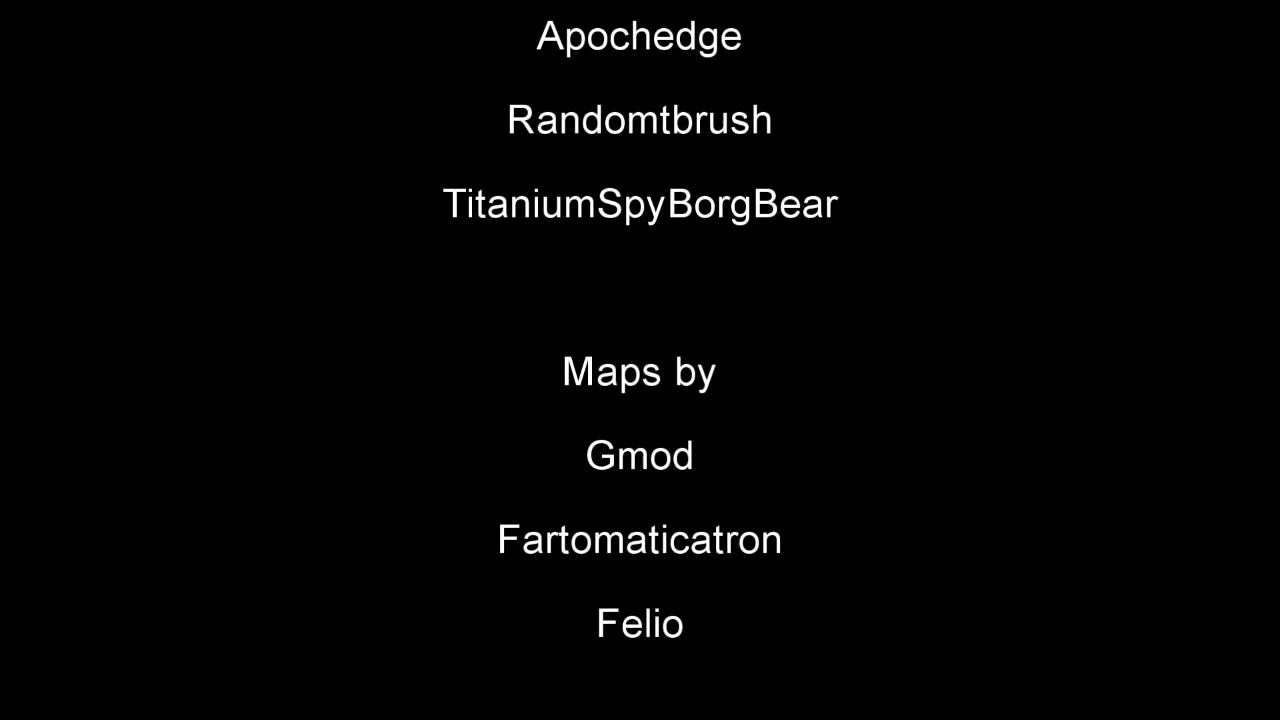 Apochedge
Randomtbrush
TitaniumSpyBorgBear
Maps by
Gmod
Fartomaticatron
Felio